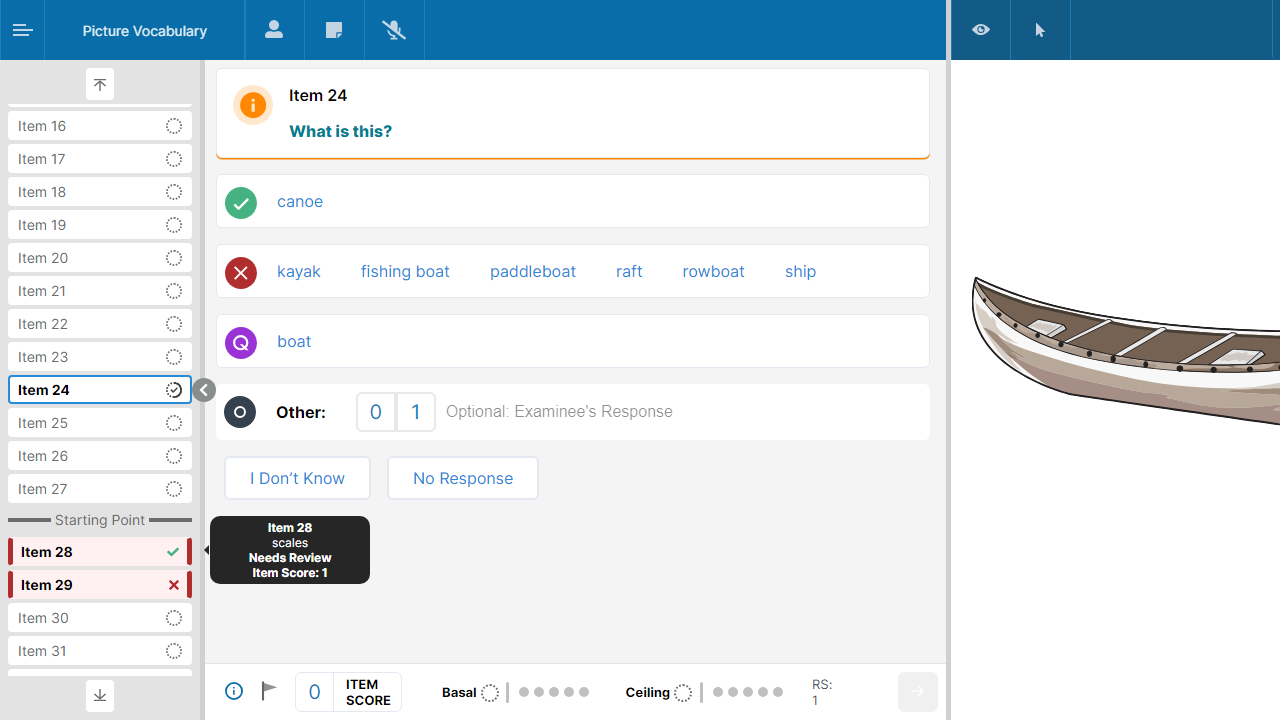 Picture Vocabulary
Item 16
Item 17
Item 18
Item 19
Item 20
Item 21
Item 22
Item 23
Item 24
Item 25
Item 26
Item 27
Starting Point
Item 28
Item 29
Item 30
Item 31
Item 24
What is this?
canoe
kayak fishing boat paddleboat raft rowboat ship
Q boat
Other: 0 1 Optional: Examinee's Response
I Don’t Know No Response
Item 28
scales
Needs Review
Item Score: 1
0 ITEM SCORE Basal Ceiling RS: 1